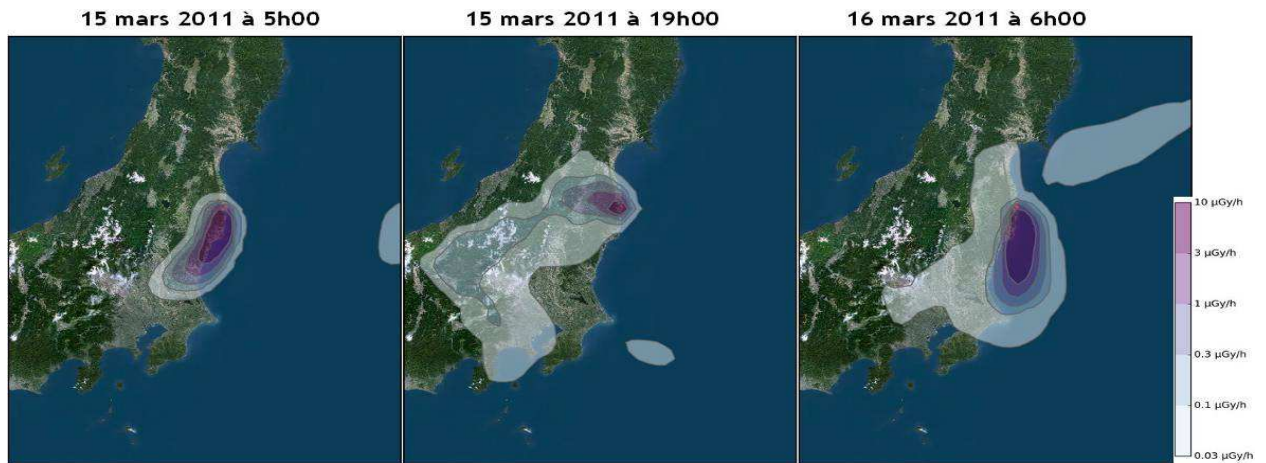 15 mars 2011 à 5h00
15 mars 2011 à 19h00
16 mars 2011 à 6h00
10 µGy/h
3 µGy/h
1 µGy/h
0.3 µGy/h
0.1 µGy/h
0.03 µGy/h